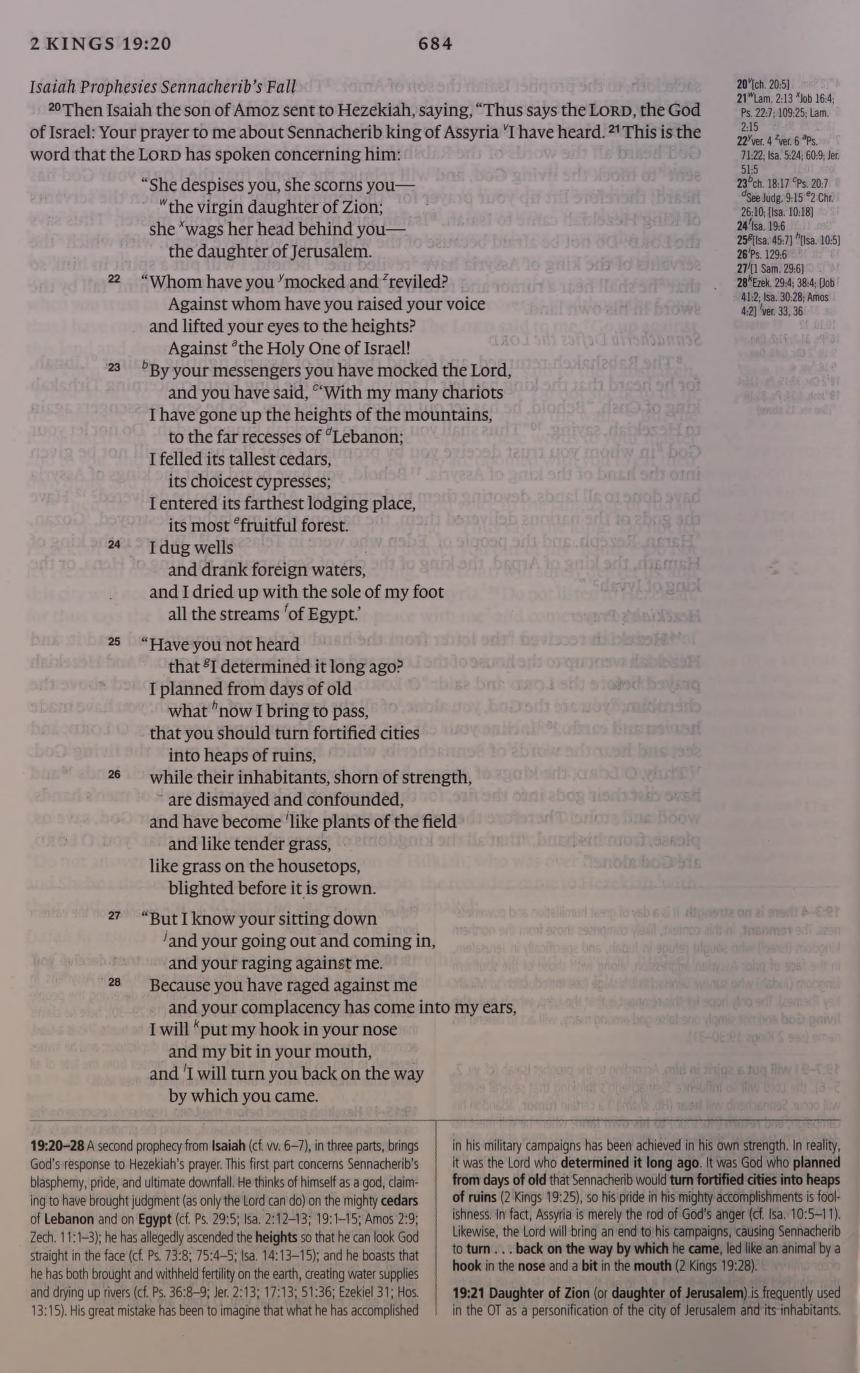 2 KINGS 19:20
684
Isaiah Prophesies Sennacherib's Fall
20 Then Isaiah the son of Amoz sent to Hezekiah, saying, “Thus says the LORD, the God
of Israel: Your prayer to me about Sennacherib king of Assyria vI have heard. 21 This is the
word that the LORD has spoken concerning him:
“She despises you, she scorns you—
wthe virgin daughter of Zion;
she xwags her head behind you—
the daughter of Jerusalem.
22 “Whom have you ymocked and zreviled?
Against whom have you raised your voice
and lifted your eyes to the heights?
Against athe Holy One of Israel!
23 bBy your messengers you have mocked the Lord,
and you have said, c‘With my many chariots
I have gone up the heights of the mountains,
to the far recesses of dLebanon;
I felled its tallest cedars,
its choicest cypresses;
I entered its farthest lodging place,
its most efruitful forest.
24 I dug wells
and drank foreign waters,
and I dried up with the sole of my foot
all the streams fof Egypt.’
25 “Have you not heard
that gI determined it long ago?
I planned from days of old
what hnow I bring to pass,
that you should turn fortified cities
into heaps of ruins,
26 while their inhabitants, shorn of strength,
are dismayed and confounded,
and have become ilike plants of the field
and like tender grass,
like grass on the housetops,
blighted before it is grown.
27 “But I know your sitting down
jand your going out and coming in,
and your raging against me.
28 Because you have raged against me
and your complacency has come into my ears,
I will kput my hook in your nose
and my bit in your mouth,
and lI will turn you back on the way
by which you came.
20v[ch. 20:5]
21wLam. 2:13 xJob 16:4;
Ps. 22:7; 109:25; Lam.
2:15
22yver. 4 zver. 6 aPs.
71:22; Isa. 5:24; 60:9; Jer.
51:5
23bch. 18:17 cPs. 20:7
dSee Judg. 9:15 e2 Chr.
26:10; [Isa. 10:18]
24fIsa. 19:6
25g[Isa. 45:7] h[Isa. 10:5]
26iPs. 129:6
27j[1 Sam. 29:6]
28kEzek. 29:4; 38:4; [Job
41:2; Isa. 30:28; Amos
4:2] lver. 33, 36
19:20–28 A second prophecy from Isaiah (cf. vv. 6–7), in three parts, brings
God's response to Hezekiah's prayer. This first part concerns Sennacherib's
blasphemy, pride, and ultimate downfall. He thinks of himself as a god, claim-
ing to have brought judgment (as only the Lord can do) on the mighty cedars
of Lebanon and on Egypt (cf. Ps. 29:5; Isa. 2:12–13; 19:1–15; Amos 2:9;
Zech. 11:1–3); he has allegedly ascended the heights so that he can look God
straight in the face (cf. Ps. 73:8; 75:4–5; Isa. 14:13–15); and he boasts that
he has both brought and withheld fertility on the earth, creating water supplies
and drying up rivers (cf. Ps. 36:8–9; Jer. 2:13; 17:13; 51:36; Ezekiel 31; Hos.
13:15). His great mistake has been to imagine that what he has accomplished
in his military campaigns has been achieved in his own strength. In reality,
it was the Lord who determined it long ago. It was God who planned
from days of old that Sennacherib would turn fortified cities into heaps
of ruins (2 Kings 19:25), so his pride in his mighty accomplishments is fool-
ishness. In fact, Assyria is merely the rod of God's anger (cf. Isa. 10:5–11).
Likewise, the Lord will bring an end to his campaigns, causing Sennacherib
to turn . . . back on the way by which he came, led like an animal by a
hook in the nose and a bit in the mouth (2 Kings 19:28).
19:21 Daughter of Zion (or daughter of Jerusalem) is frequently used
in the OT as a personification of the city of Jerusalem and its inhabitants.